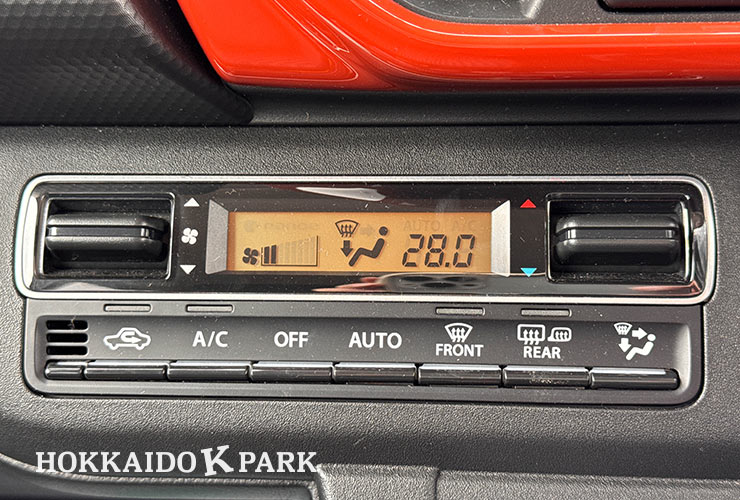 28.0
A/C OFF AUTO FRONT REAR
HOKKAIDO K PARK